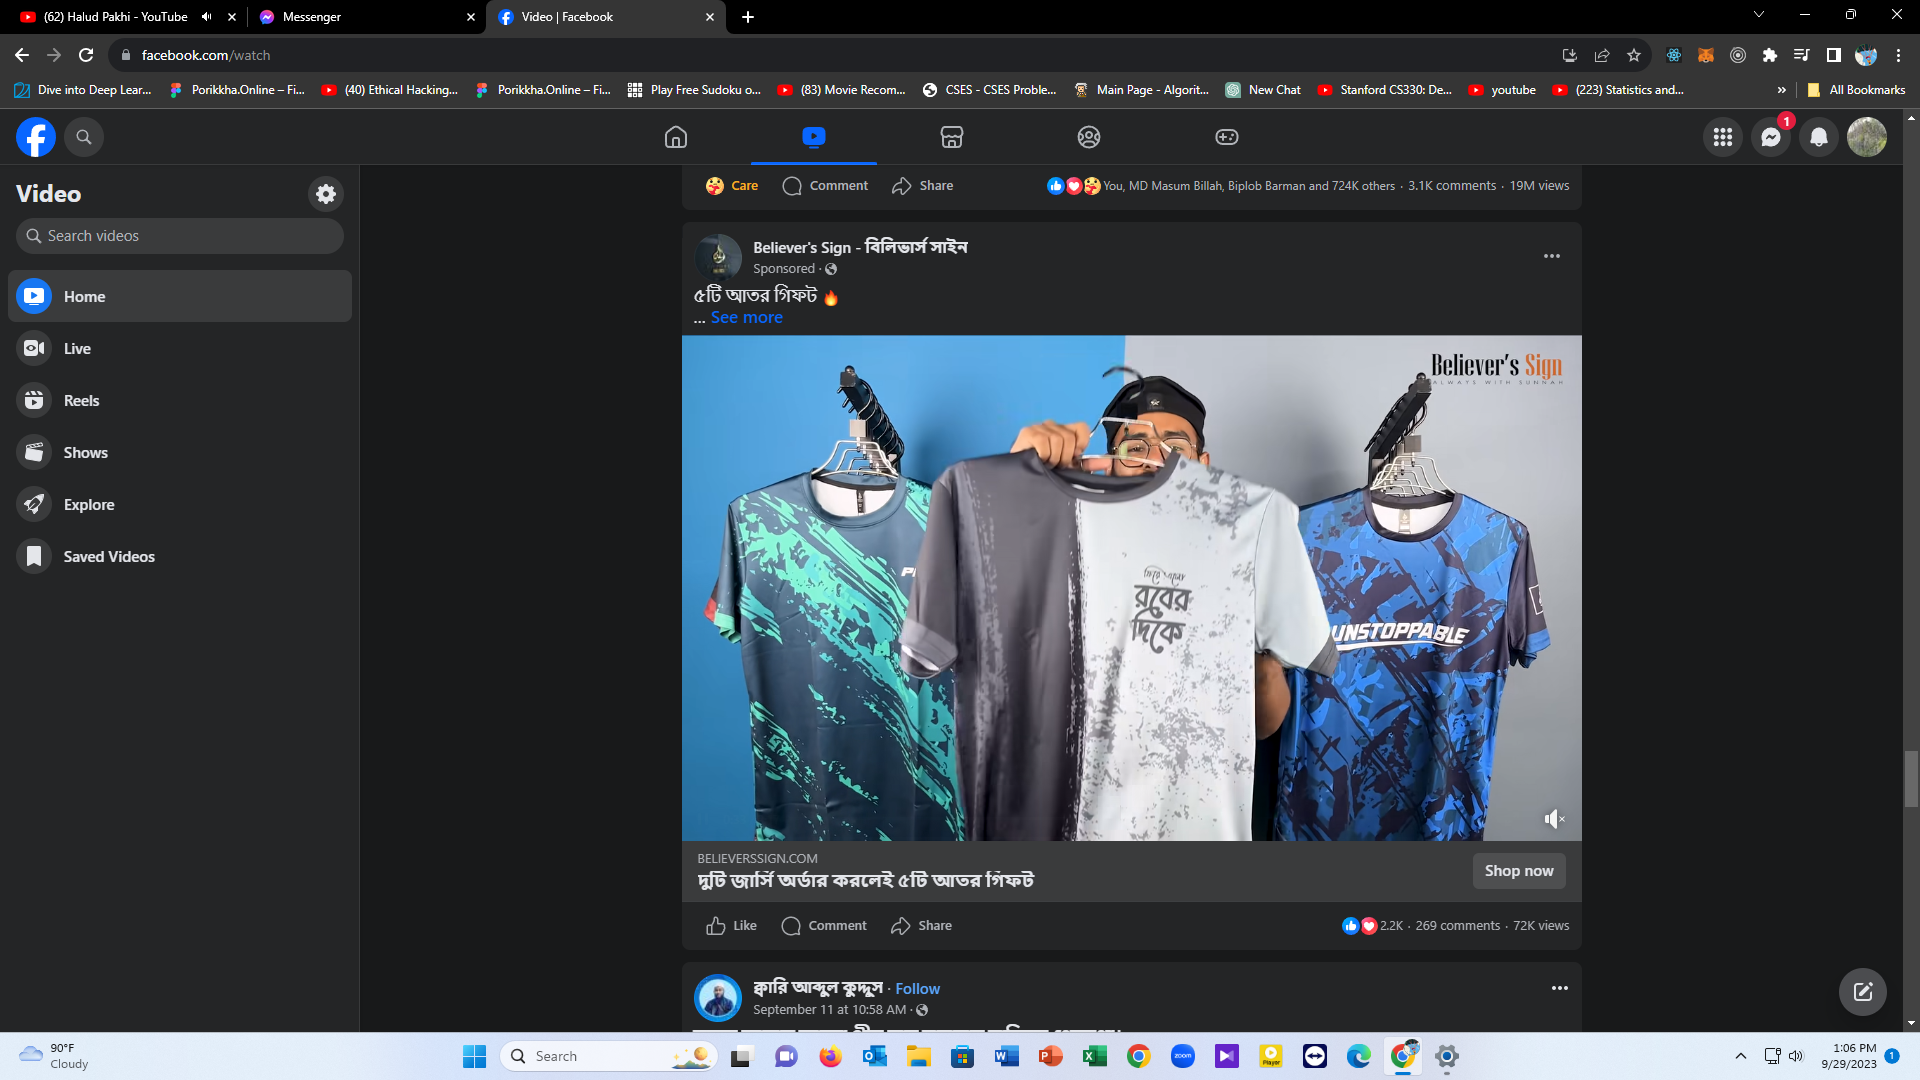 (62) Halud Pakhi - YouTube
Messenger
Video | Facebook
facebook.com/watch
Dive into Deep Lear...
Porikkha.Online – Fi...
(40) Ethical Hacking...
Porikkha.Online – Fi...
Play Free Sudoku o...
(83) Movie Recom...
CSES - CSES Proble...
Main Page - Algorit...
New Chat
Stanford CS330: De...
youtube
(223) Statistics and...
»
All Bookmarks
1
Video
Search videos
Home
Live
Reels
Shows
Explore
Saved Videos
Care
Comment
Share
You, MD Masum Billah, Biplob Barman and 724K others · 3.1K comments · 19M views
Believer's Sign - বিলিভার্স সাইন
Sponsored ·
৫টি আতর গিফট 🔥
... See more
Believer's Sign
ALWAYS WITH SUNNAH
ফিরে এসো
রবের
দিকে
UNSTOPPABLE
BELIEVERSSIGN.COM
দুটি জার্সি অর্ডার করলেই ৫টি আতর গিফট
Shop now
Like
Comment
Share
2.2K · 269 comments · 72K views
ক্বারি আব্দুল কুদ্দুস · Follow
September 11 at 10:58 AM ·
90°F
Cloudy
Search
zoom
Player
1:06 PM
9/29/2023
1